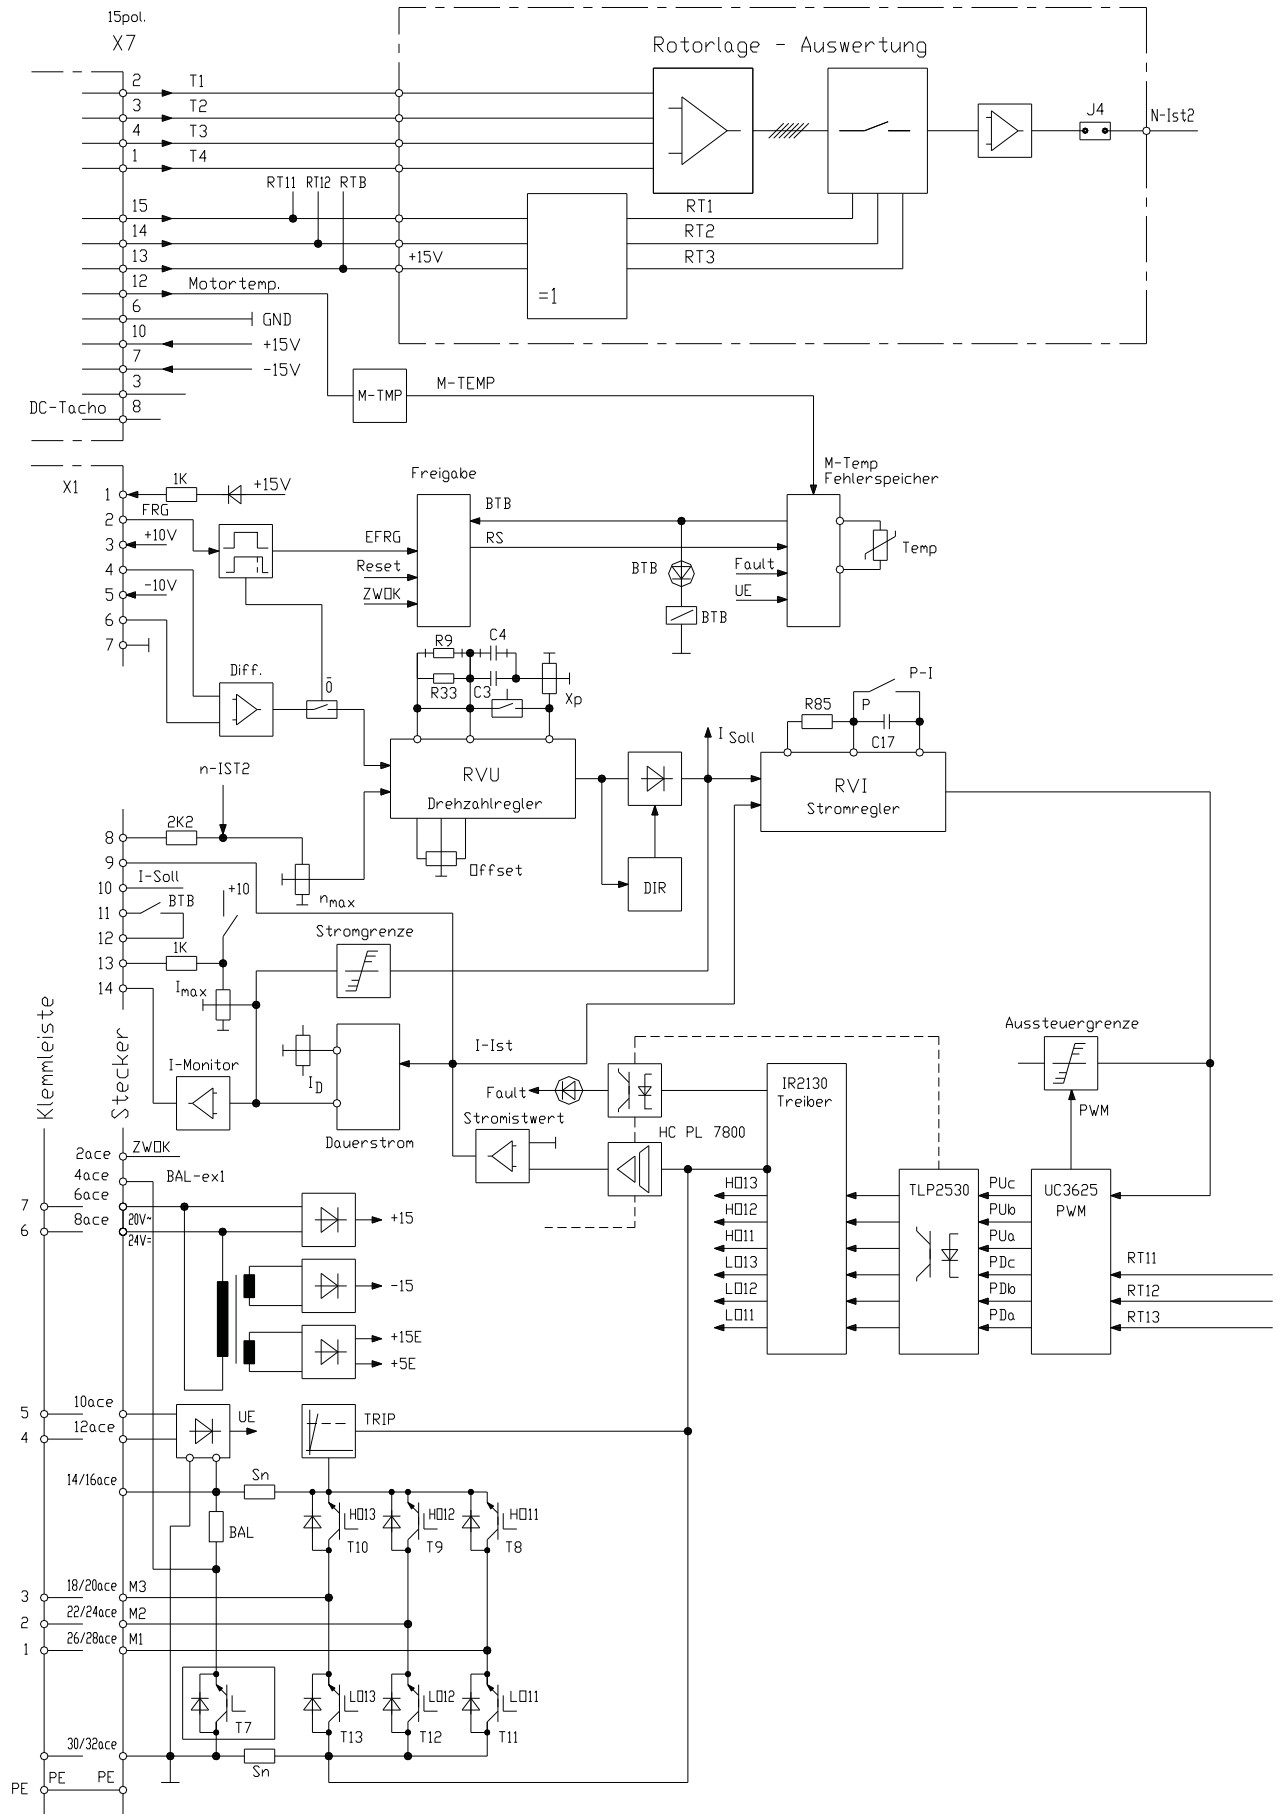 15pol.
X7
Rotorlage - Auswertung
2 T1
3 T2
4 T3
1 T4
J4
N-Ist2
RT11 RT12 RTB
15
14
13
+15V
RT1
RT2
RT3
=1
12 Motortemp.
6 GND
10 +15V
7 -15V
3
DC-Tacho 8
M-TMP
M-TEMP
X1
1 1K +15V
2 FRG
3 +10V
4
5 -10V
6
7
Freigabe
EFRG
Reset
ZWOK
BTB
RS
BTB
BTB
M-Temp
Fehlerspeicher
Fault
UE
Temp
Diff.
0
R9 C4
R33 C3
Xp
RVU
Drehzahlregler
Offset
DIR
I Soll
R85
P
P-I
C17
RVI
Stromregler
n-IST2
8 2K2
9
10 I-Soll
11 BTB
12
13 1K
14
+10
nmax
Imax
Stromgrenze
ID
Dauerstrom
I-Monitor
I-Ist
Klemmleiste
Stecker
Fault
Stromistwert
HC PL 7800
IR2130
Treiber
Aussteuergrenze
PWM
2ace ZWOK
4ace BAL-ex1
7 6ace
6 8ace
20V~
24V=
+15
-15
+15E
+5E
HO13
HO12
HO11
LO13
LO12
LO11
TLP2530
PUc
PUb
PUa
PDc
PDb
PDa
UC3625
PWM
RT11
RT12
RT13
5 10ace
4 12ace
UE
TRIP
14/16ace
Sn
BAL
HO13
T10
HO12
T9
HO11
T8
3 18/20ace M3
2 22/24ace M2
1 26/28ace M1
T7
LO13
T13
LO12
T12
LO11
T11
30/32ace
Sn
PE PE PE